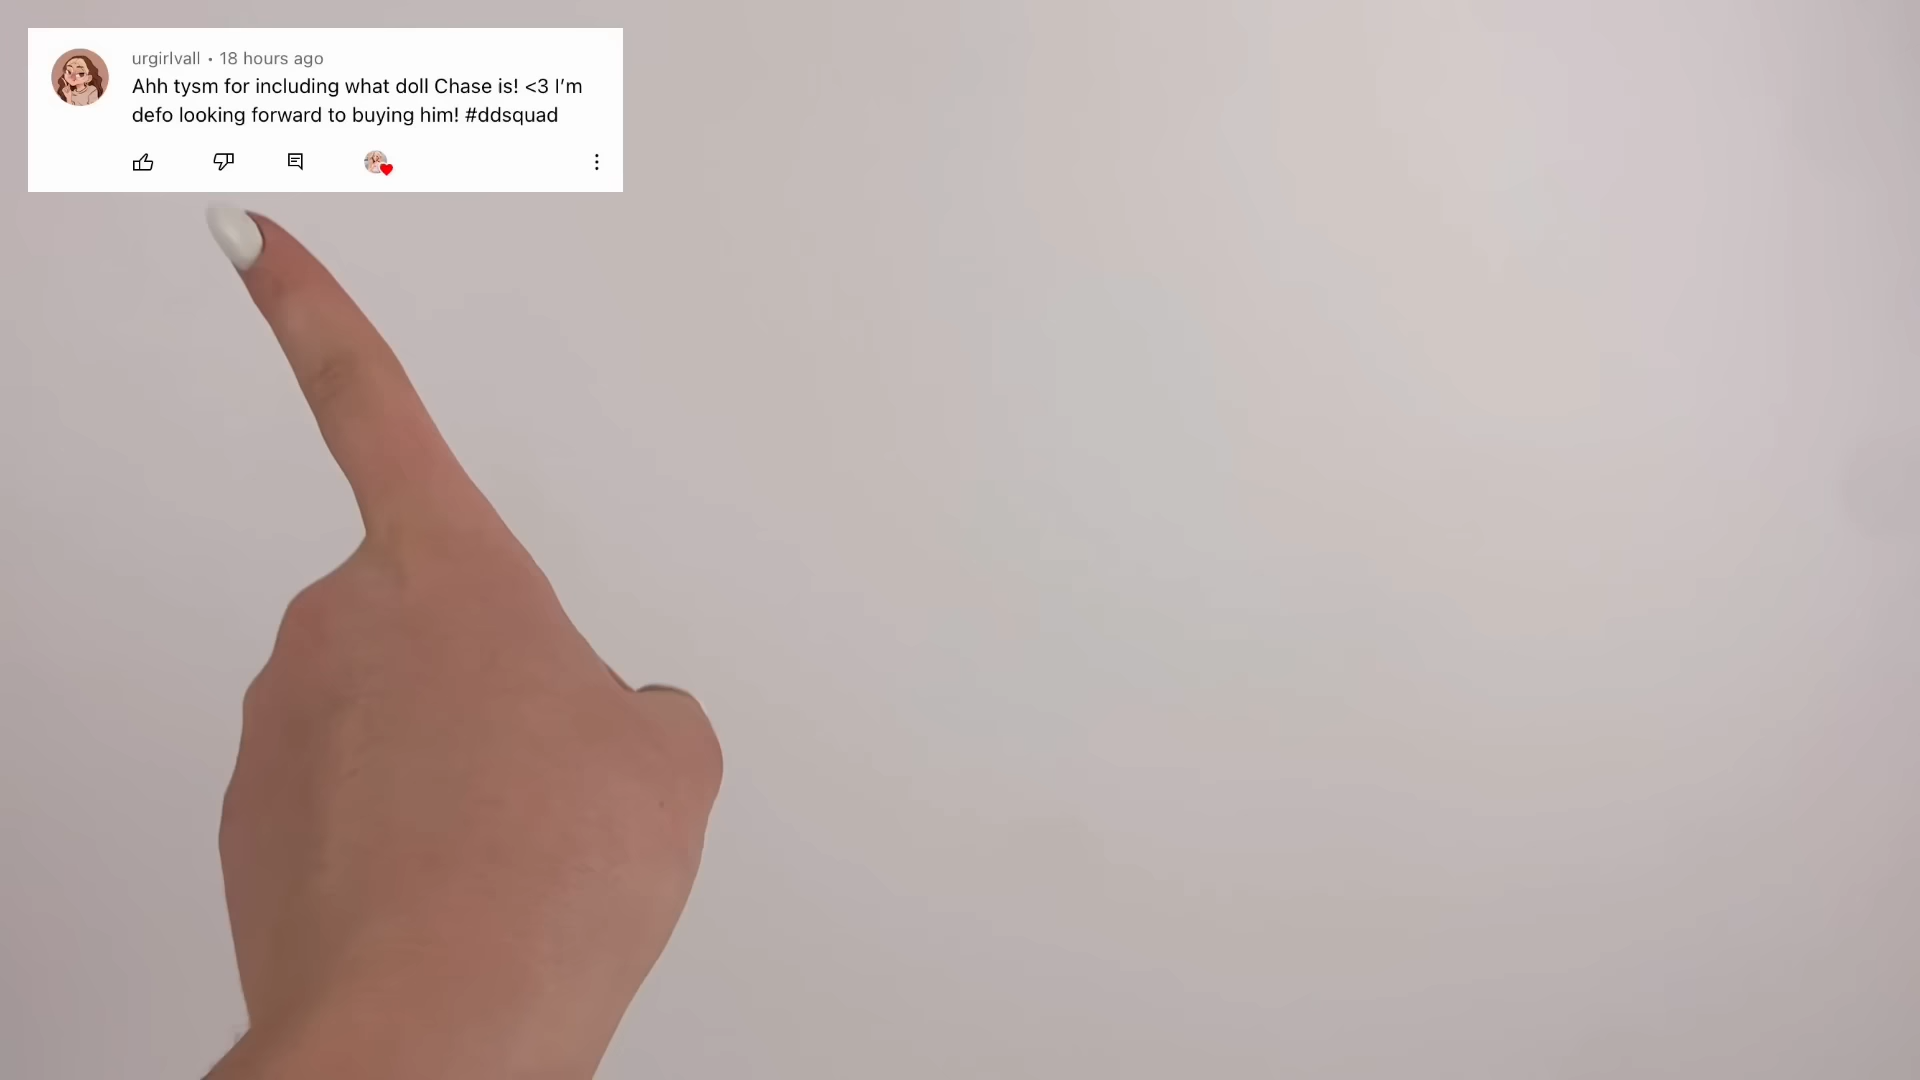 urgirlvall • 18 hours ago
Ahh tysm for including what doll Chase is! <3 I’m
defo looking forward to buying him! #ddsquad